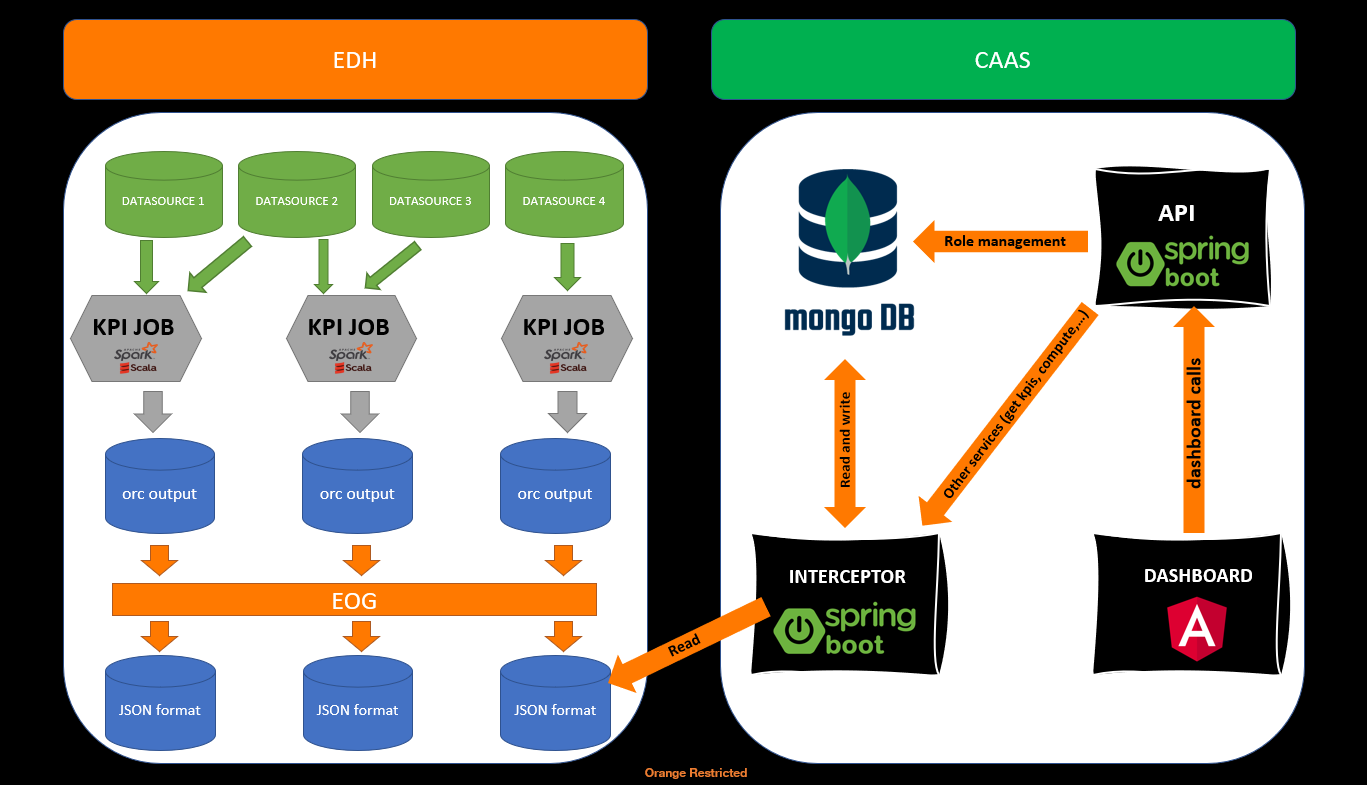 EDH
CAAS
DATASOURCE 1
DATASOURCE 2
DATASOURCE 3
DATASOURCE 4
KPI JOB
APACHE
Spark
Scala
KPI JOB
APACHE
Spark
Scala
KPI JOB
APACHE
Spark
Scala
orc output
orc output
orc output
EOG
JSON format
JSON format
JSON format
mongo DB
Role management
API
spring
boot
Read and write
Other services (get kpis, compute,...)
dashboard calls
INTERCEPTOR
spring
boot
DASHBOARD
A
Read
Orange Restricted